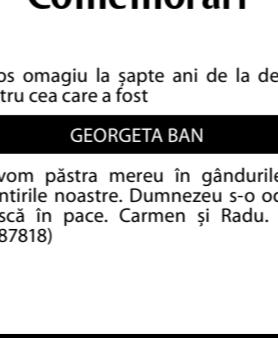 Comemorări
os omagiu la șapte ani de la de
tru cea care a fost
GEORGETA BAN
vom păstra mereu în gândurile
ntirile noastre. Dumnezeu s-o oc
scă în pace. Carmen și Radu.
87818)